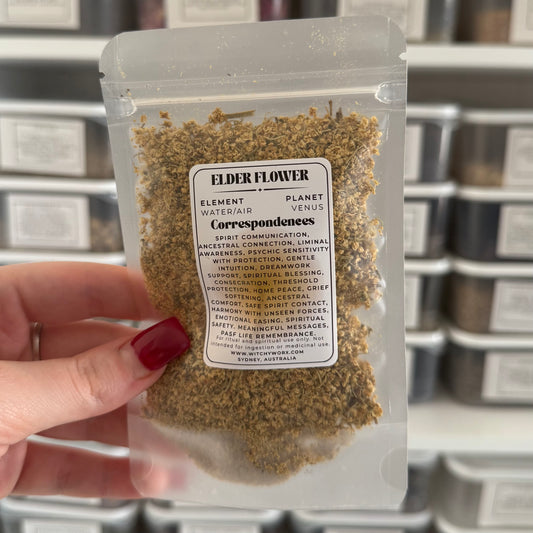 ELDER FLOWER
ELEMENT PLANET
WATER/AIR VENUS
Correspondences
SPIRIT COMMUNICATION,
ANCESTRAL CONNECTION, LIMINAL
AWARENESS, PSYCHIC SENSITIVITY
WITH PROTECTION, GENTLE
INTUITION, DREAMWORK
SUPPORT, SPIRITUAL BLESSING,
CONSECRATION, THRESHOLD
PROTECTION, HOME PEACE, GRIEF
SOFTENING, ANCESTRAL
COMFORT, SAFE SPIRIT CONTACT,
HARMONY WITH UNSEEN FORCES,
EMOTIONAL EASING, SPIRITUAL
SAFETY, MEANINGFUL MESSAGES,
PAST LIFE REMEMBRANCE.
For ritual and spiritual use only. Not
intended for ingestion or medicinal use.
WWW.WITCHYWORX.COM
SYDNEY, AUSTRALIA